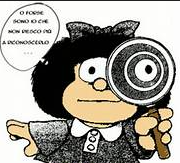 O FORSE
SONO IO CHE
NON RIESCO PIÙ
A RICONOSCERLO
...